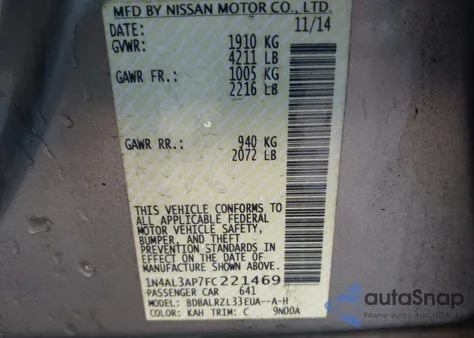 MFD BY NISSAN MOTOR CO., LTD.
DATE: 11/14
GVWR: 1910 KG
4211 LB
GAWR FR.: 1005 KG
2216 LB
GAWR RR.: 940 KG
2072 LB
THIS VEHICLE CONFORMS TO
ALL APPLICABLE FEDERAL
MOTOR VEHICLE SAFETY,
BUMPER, AND THEFT
PREVENTION STANDARDS IN
EFFECT ON THE DATE OF
MANUFACTURE SHOWN ABOVE.
1N4AL3AP7FC221469
PASSENGER CAR 641
MODEL: BDBALRZL33EUA--A-H
COLOR: KAH TRIM: C 9N00A
autoSnap
Powered by AutoAstat